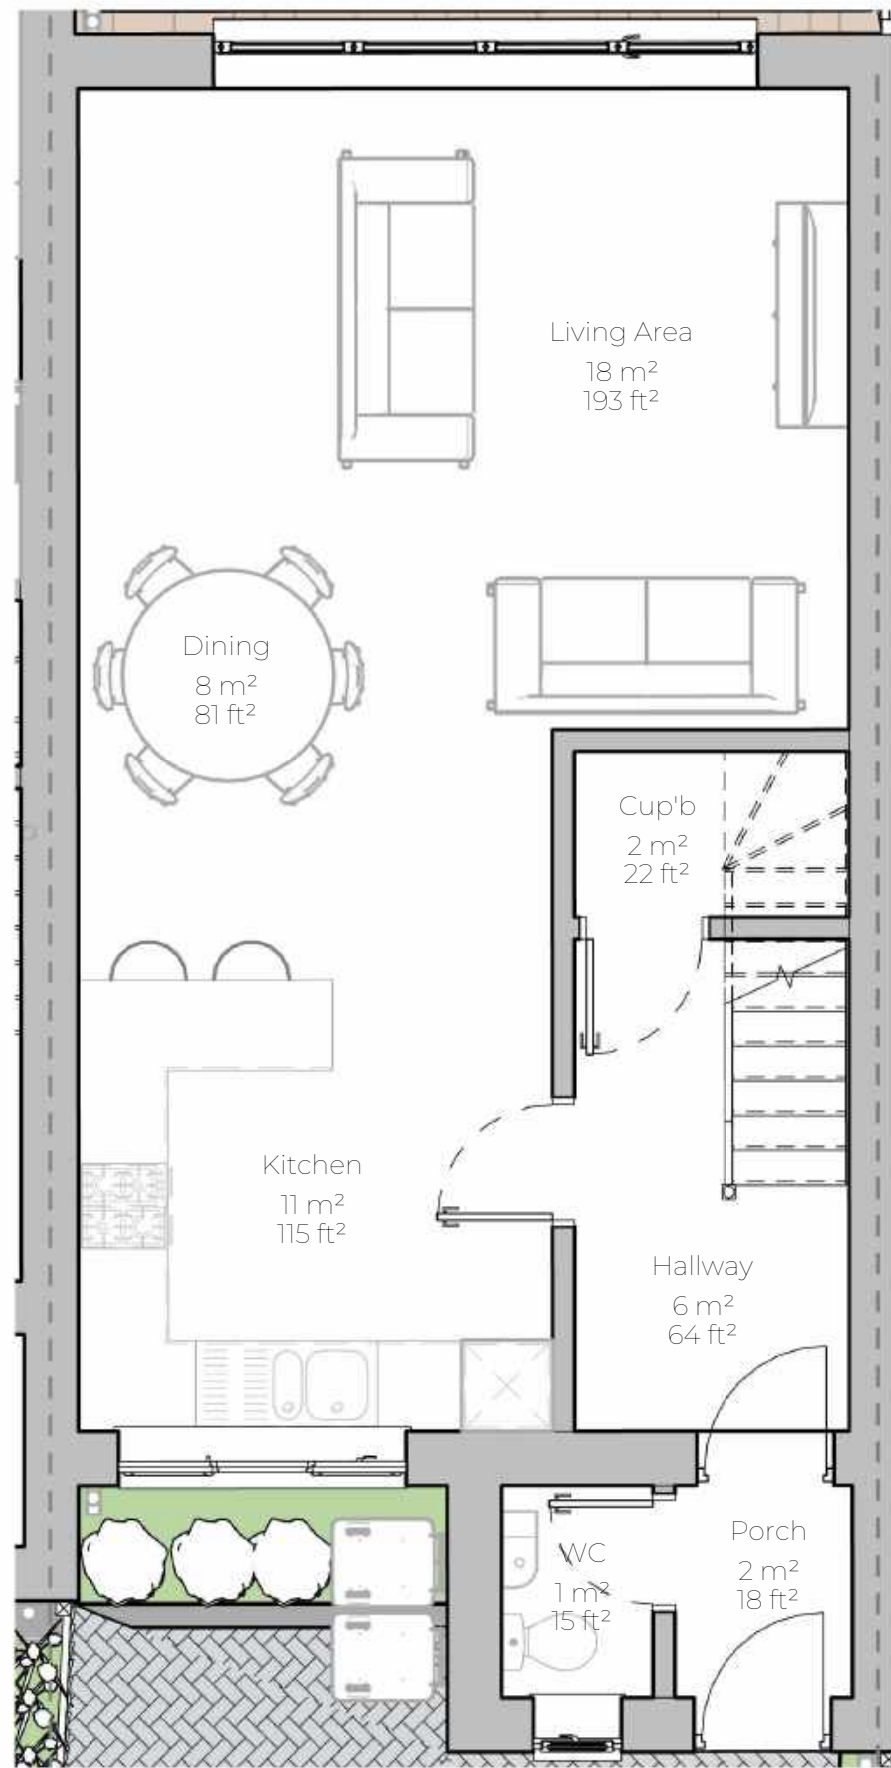 Living Area
18 m²
193 ft²
Dining
8 m²
81 ft²
Cup'b
2 m²
22 ft²
Kitchen
11 m²
115 ft²
Hallway
6 m²
64 ft²
WC
1 m²
15 ft²
Porch
2 m²
18 ft²